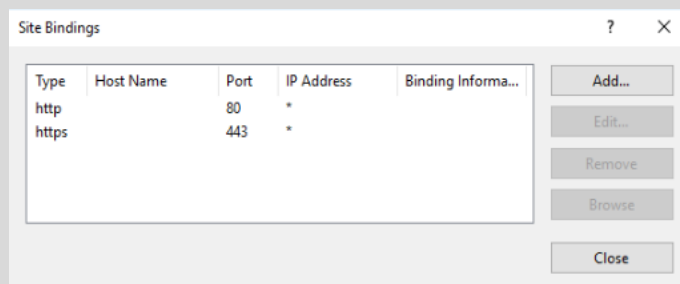 Site Bindings ? ×
Type Host Name Port IP Address Binding Informa... Add...
http 80 *
https 443 *
Edit...
Remove
Browse
Close